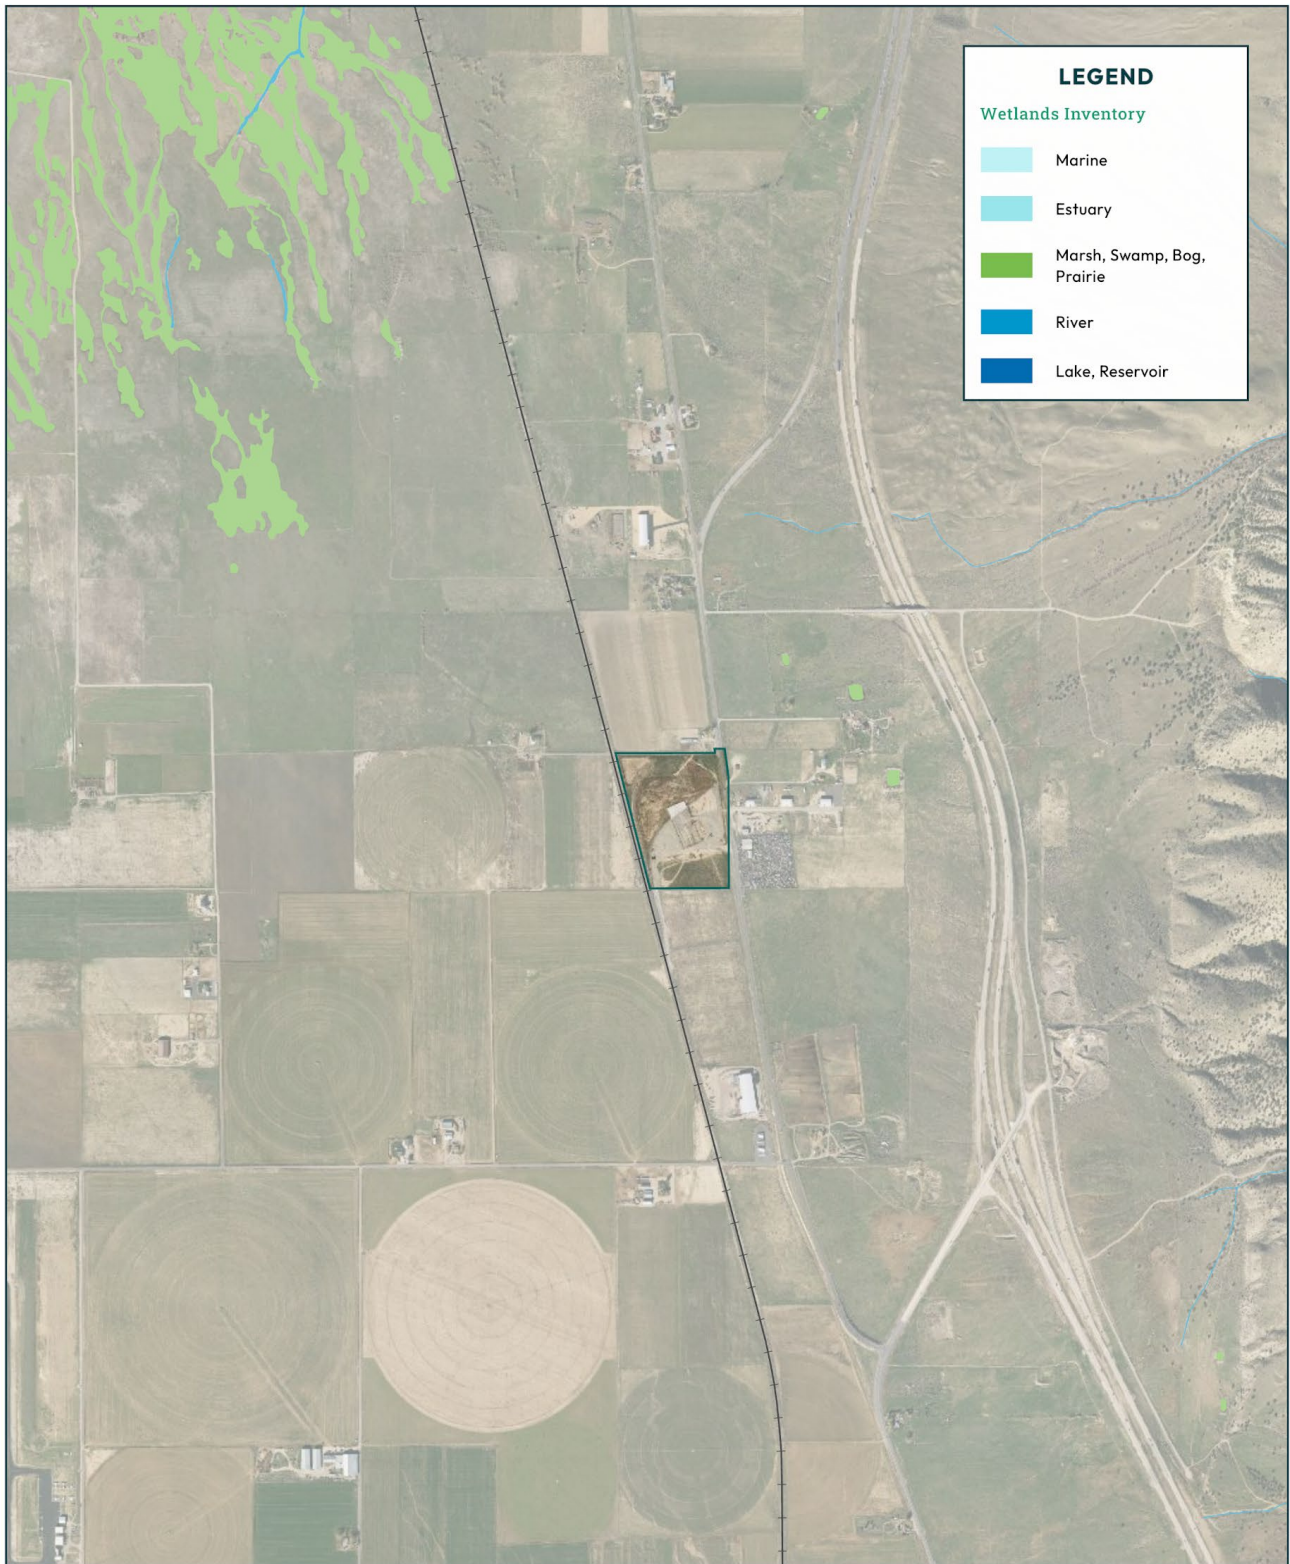 LEGEND
Wetlands Inventory
Marine
Estuary
Marsh, Swamp, Bog,
Prairie
River
Lake, Reservoir